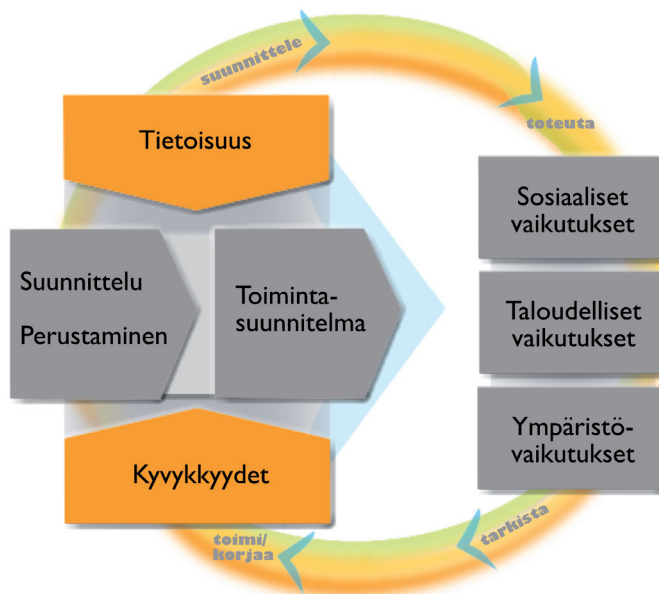 suunnittele
toteuta
Tietoisuus
Sosiaaliset
vaikutukset
Suunnittelu
Perustaminen
Toiminta-
suunnitelma
Taloudelliset
vaikutukset
Ympäristö-
vaikutukset
Kyvykkyydet
tarkista
toimi/
korjaa